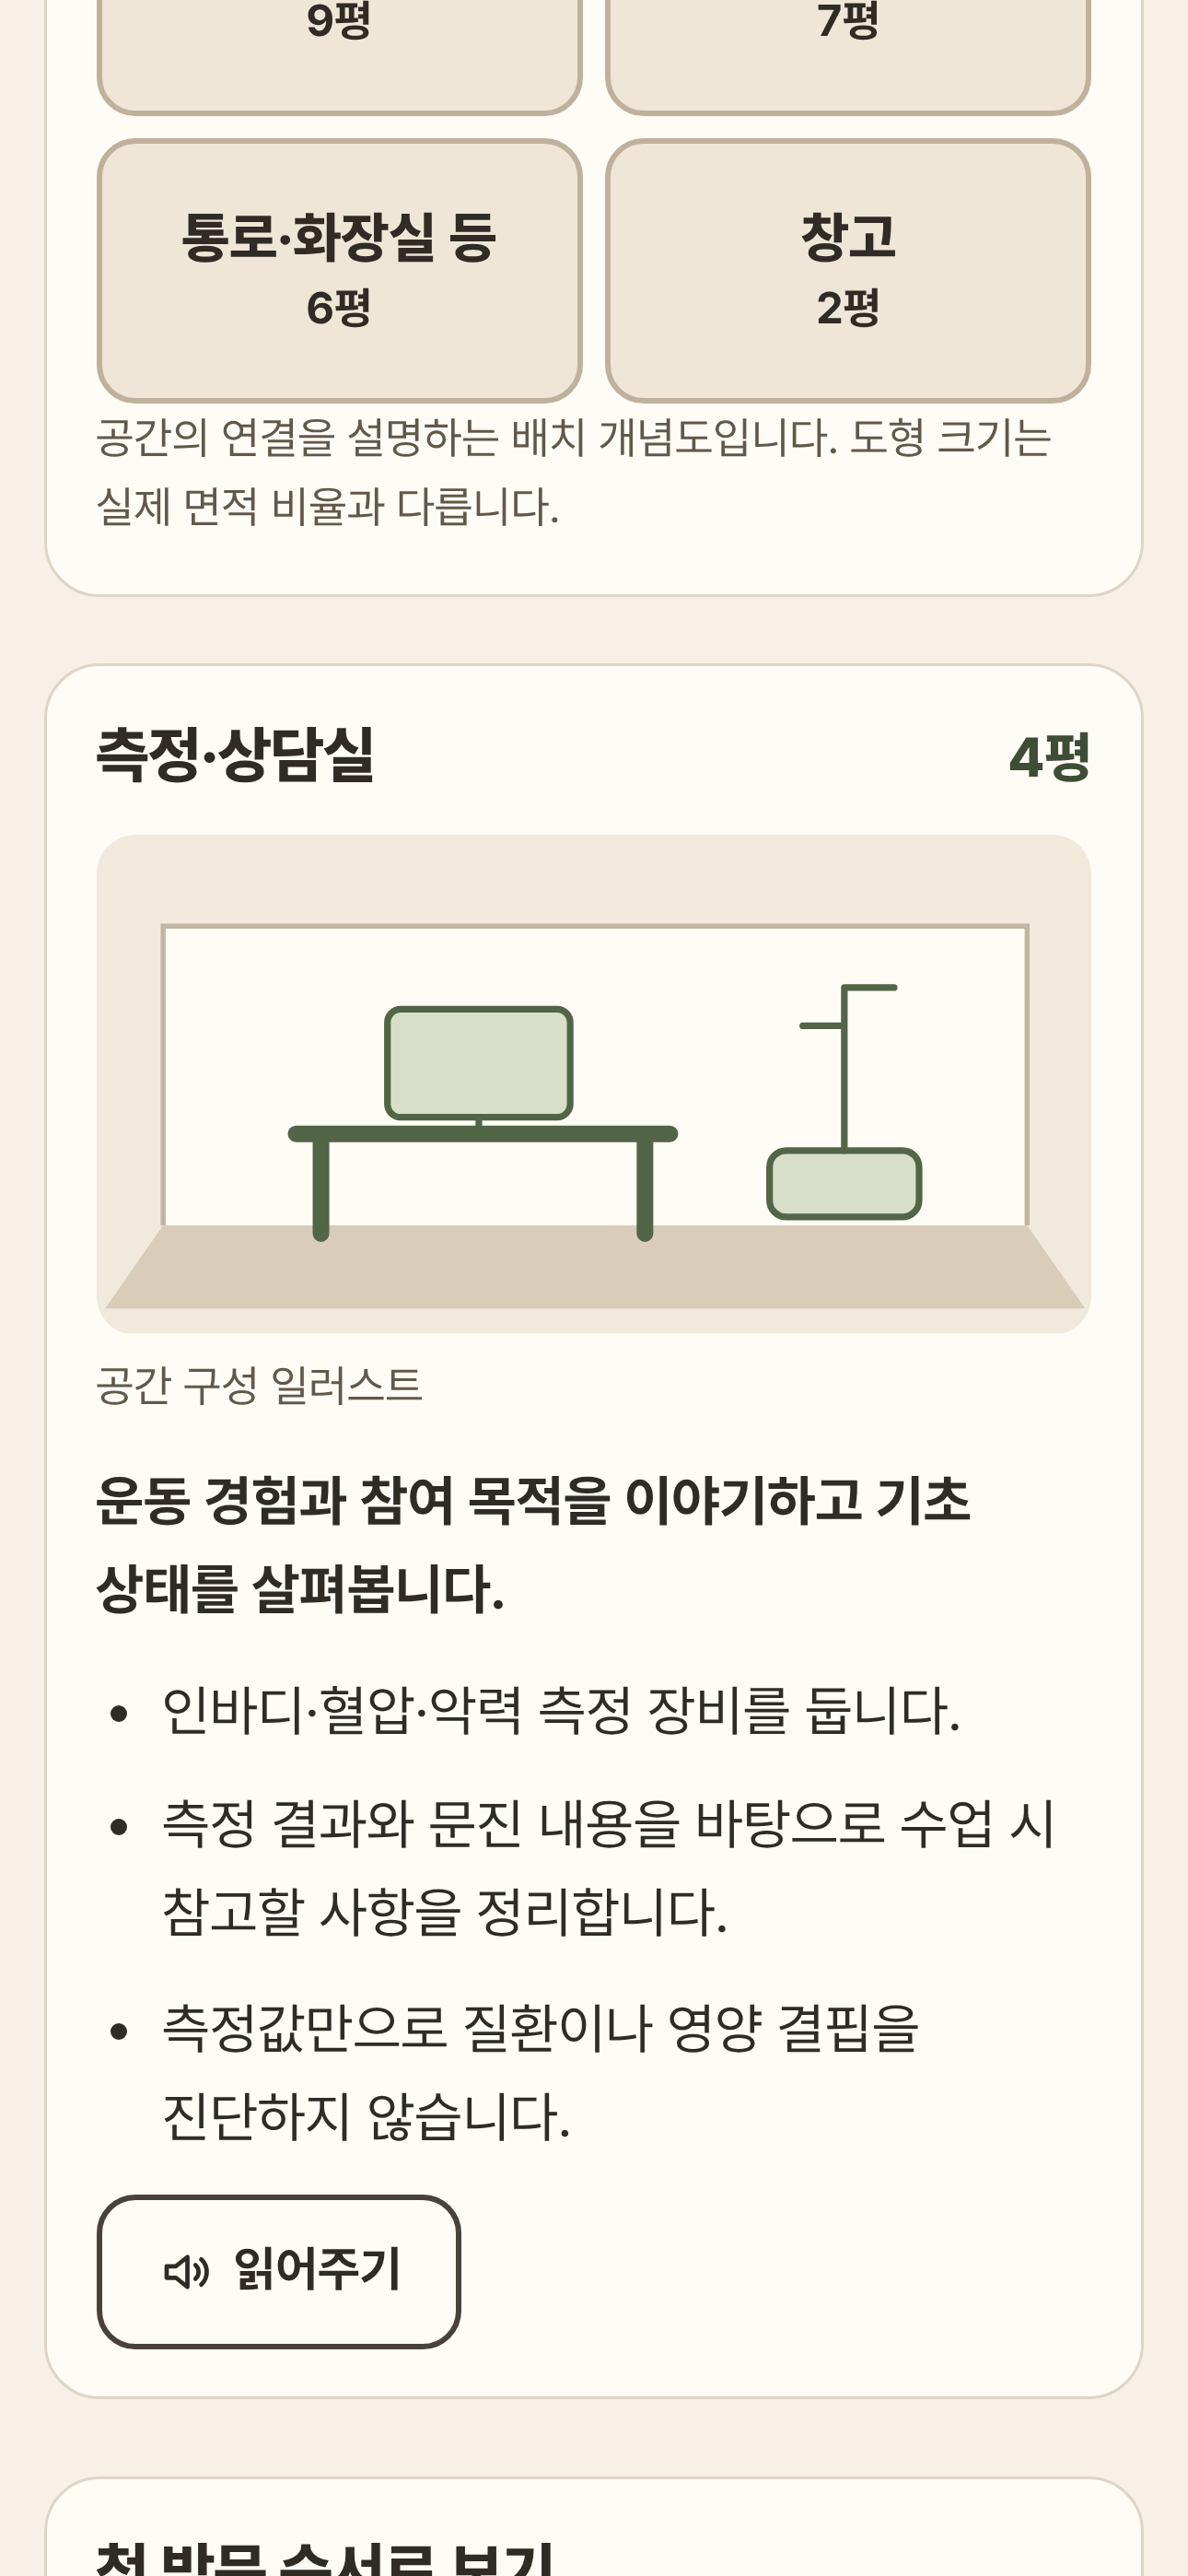 9평
7평
통로·화장실 등
6평
창고
2평
공간의 연결을 설명하는 배치 개념도입니다. 도형 크기는
실제 면적 비율과 다릅니다.
측정·상담실
4평
공간 구성 일러스트
운동 경험과 참여 목적을 이야기하고 기초
상태를 살펴봅니다.
인바디·혈압·악력 측정 장비를 둡니다.
측정 결과와 문진 내용을 바탕으로 수업 시
참고할 사항을 정리합니다.
측정값만으로 질환이나 영양 결핍을
진단하지 않습니다.
읽어주기
첫 방문 순서로 보기